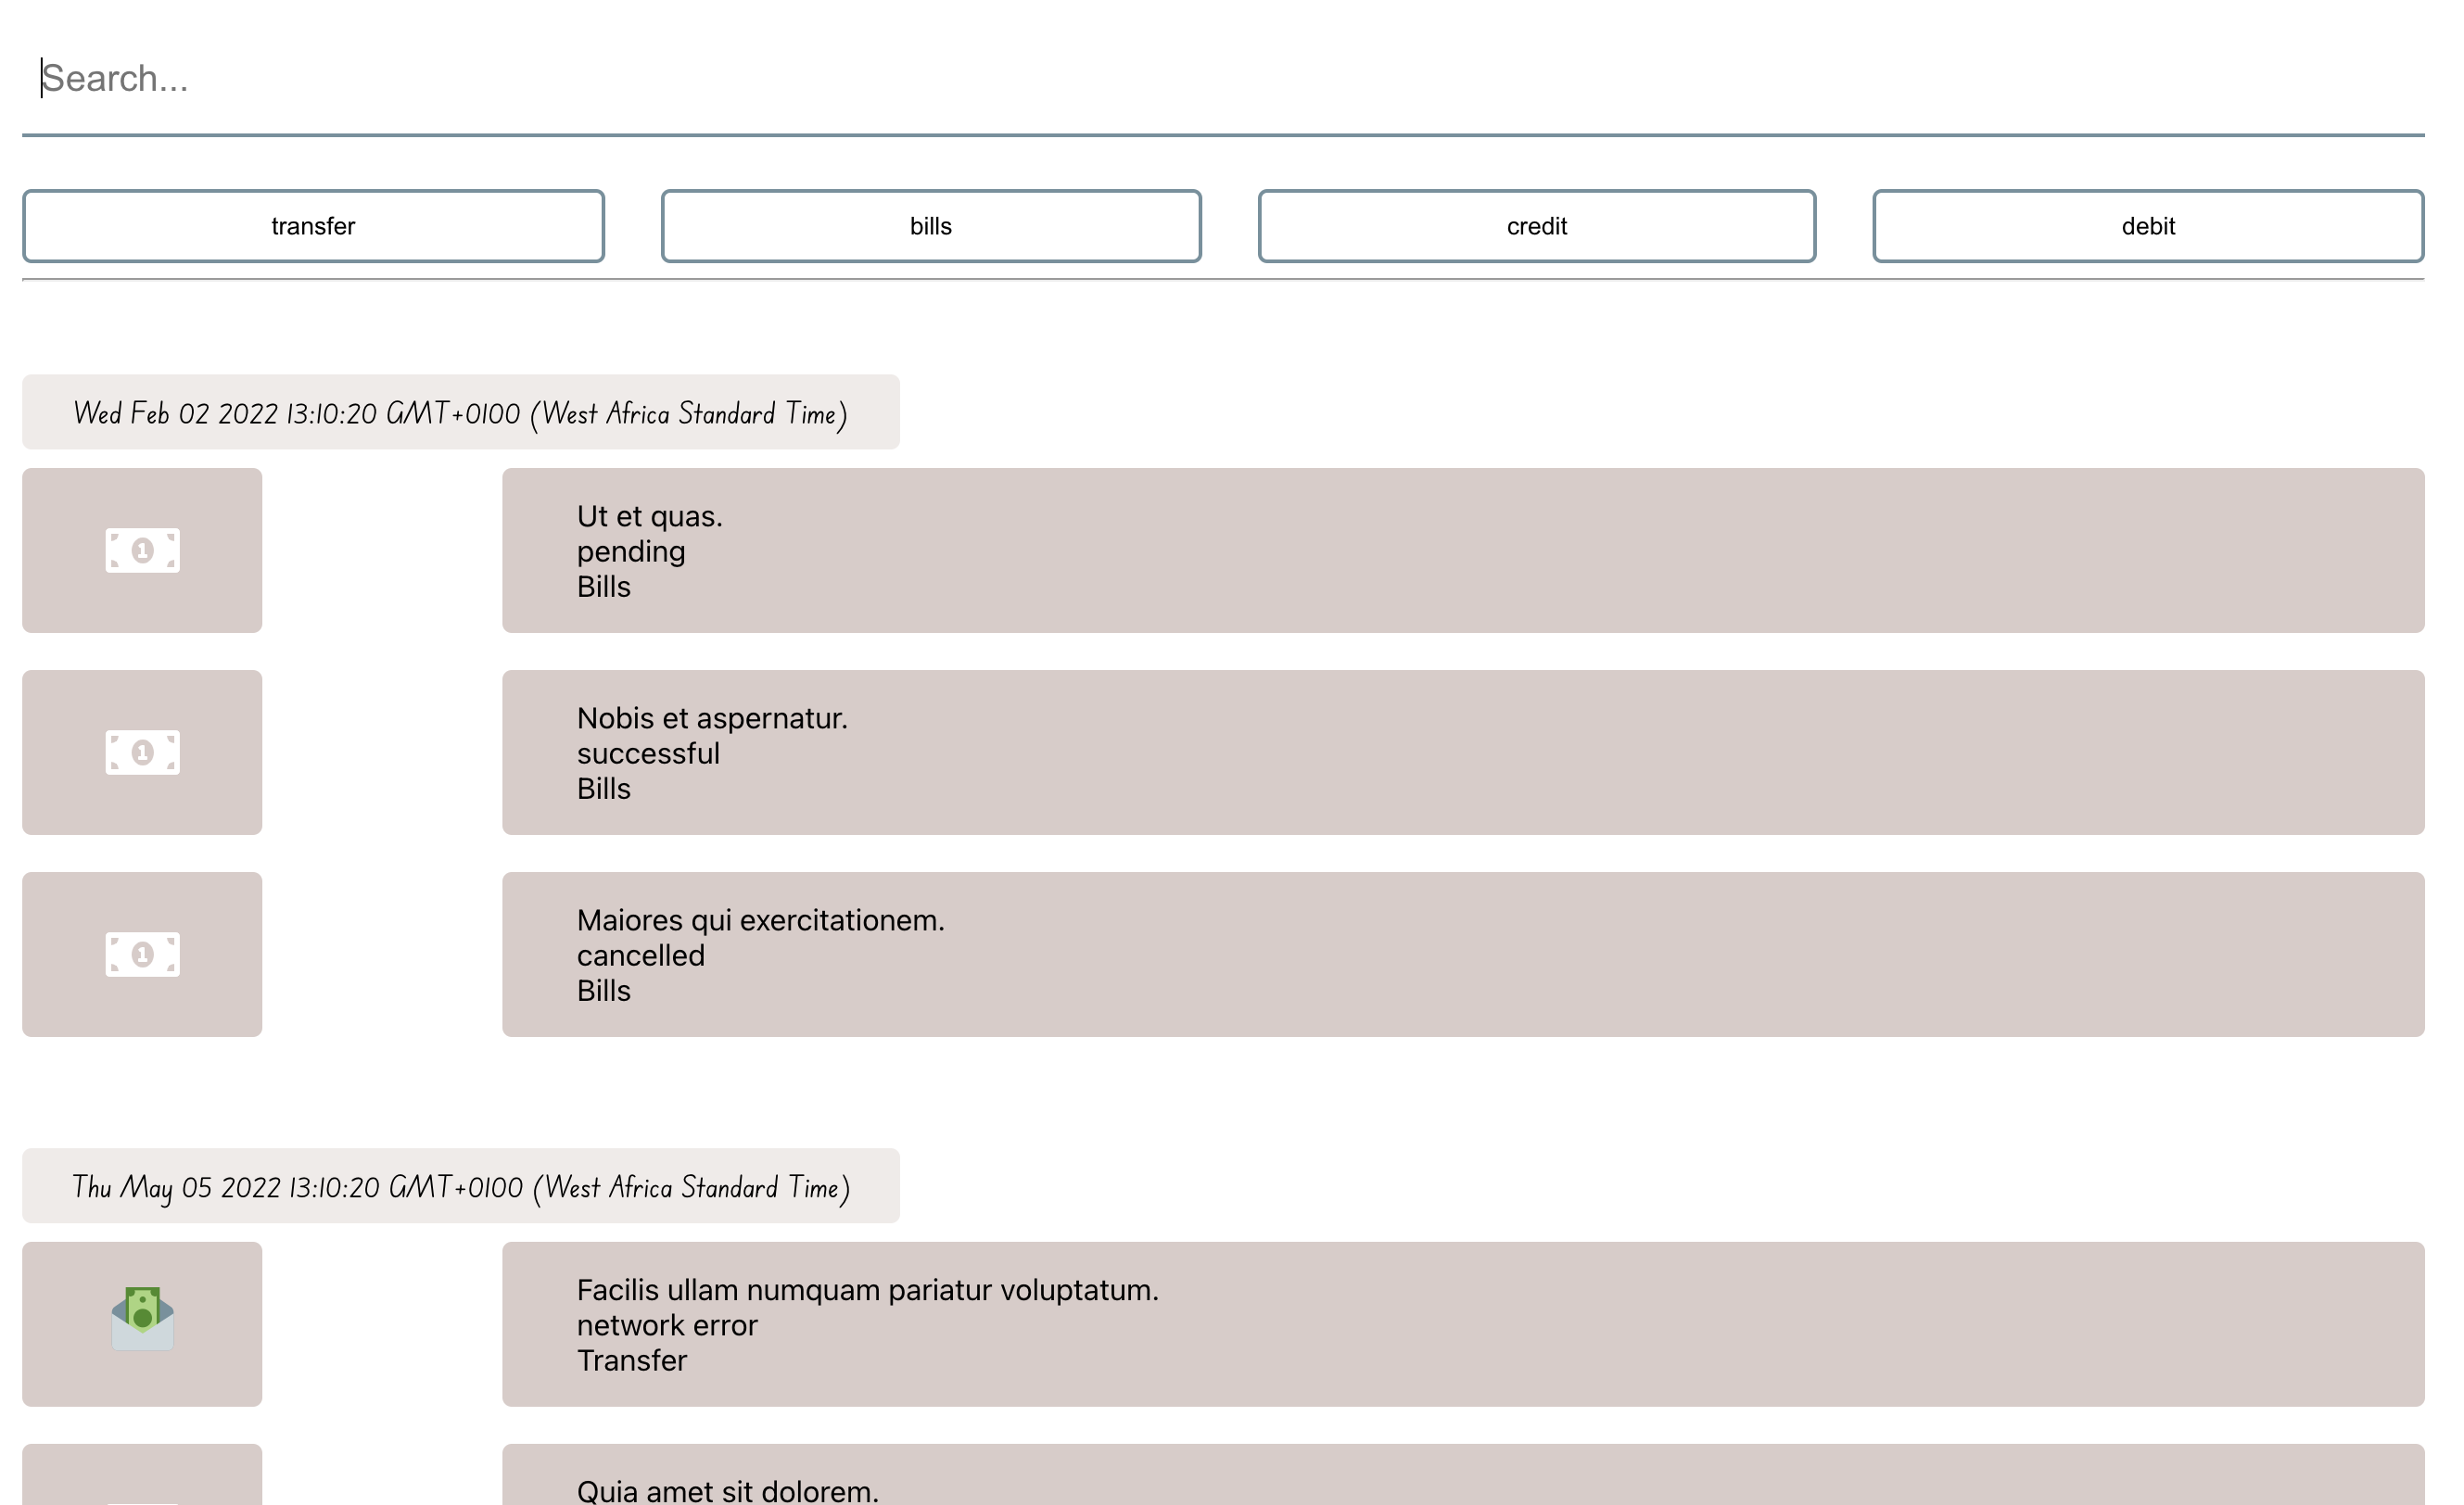 Search...
transfer
bills
credit
debit
Wed Feb 02 2022 13:10:20 GMT+0100 (West Africa Standard Time)
1
Ut et quas.
pending
Bills
1
Nobis et aspernatur.
successful
Bills
1
Maiores qui exercitationem.
cancelled
Bills
Thu May 05 2022 13:10:20 GMT+0100 (West Africa Standard Time)
Facilis ullam numquam pariatur voluptatum.
network error
Transfer
Quia amet sit dolorem.